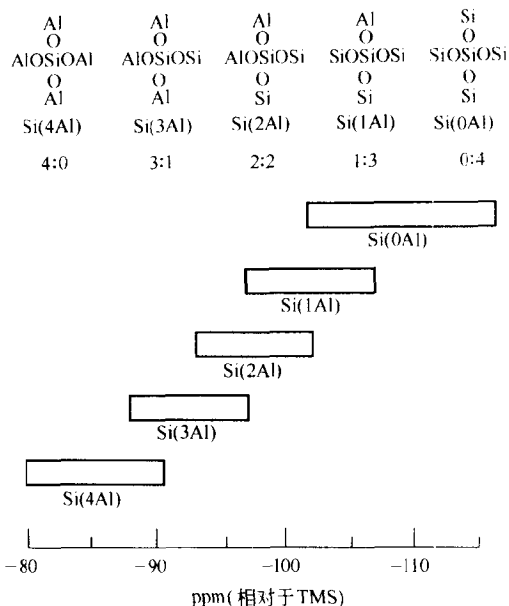 Al Al Al Al Si
O O O O O
AlOSiOAl AlOSiOSi AlOSiOSi SiOSiOSi SiOSiOSi
O O O O O
Al Al Si Si Si
Si(4Al) Si(3Al) Si(2Al) Si(1Al) Si(0Al)
4:0 3:1 2:2 1:3 0:4
Si(0Al)
Si(1Al)
Si(2Al)
Si(3Al)
Si(4Al)
−80 −90 −100 −110
ppm(相对于TMS)